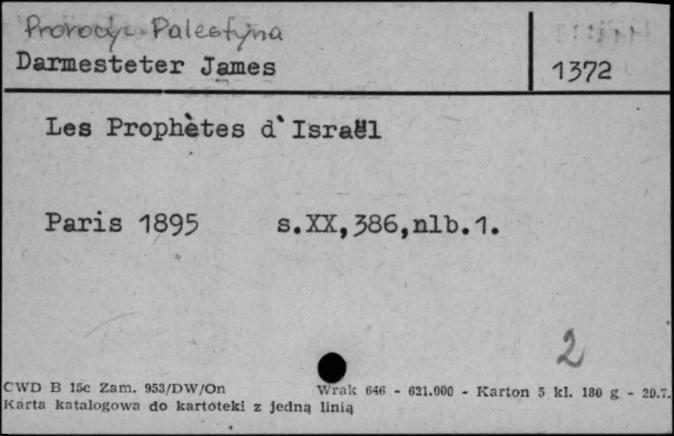 Prorocy - Palestyna
Darmesteter James 1372
Les Prophètes d`Israël
Paris 1895 s.XX,386,nlb.1.
2
CWD B 15c Zam. 953/DW/On Wrak 646 - 621.000 - Karton 5 kl. 180 g - 20.7.
Karta katalogowa do kartoteki z jedną linią